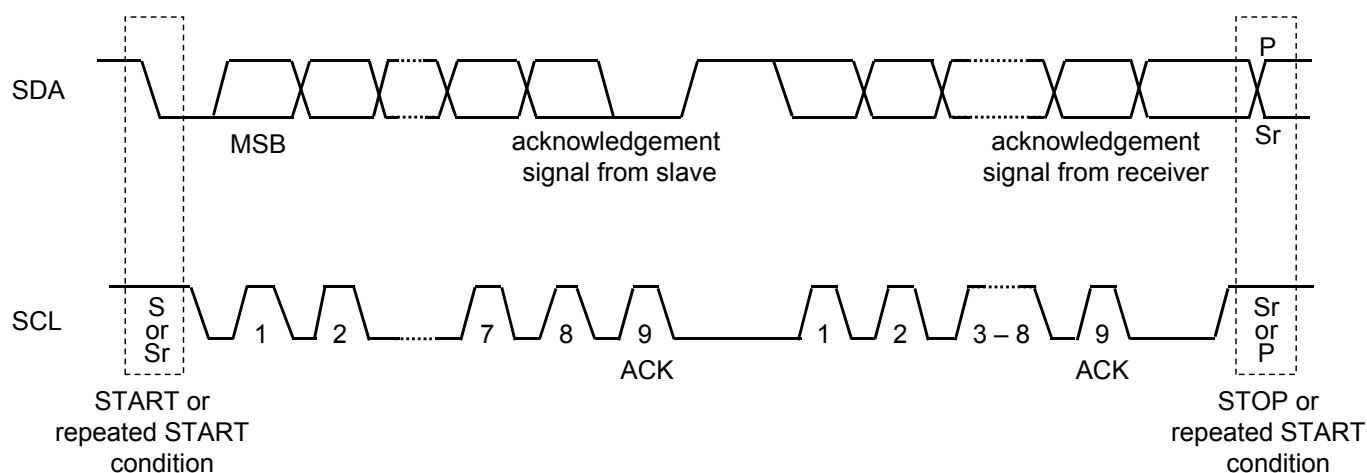 P
SDA
MSB
acknowledgement
signal from slave
acknowledgement
signal from receiver
Sr
SCL
S
or
Sr
1
2
7
8
9
1
2
3 – 8
9
Sr
or
P
ACK
ACK
START or
repeated START
condition
STOP or
repeated START
condition